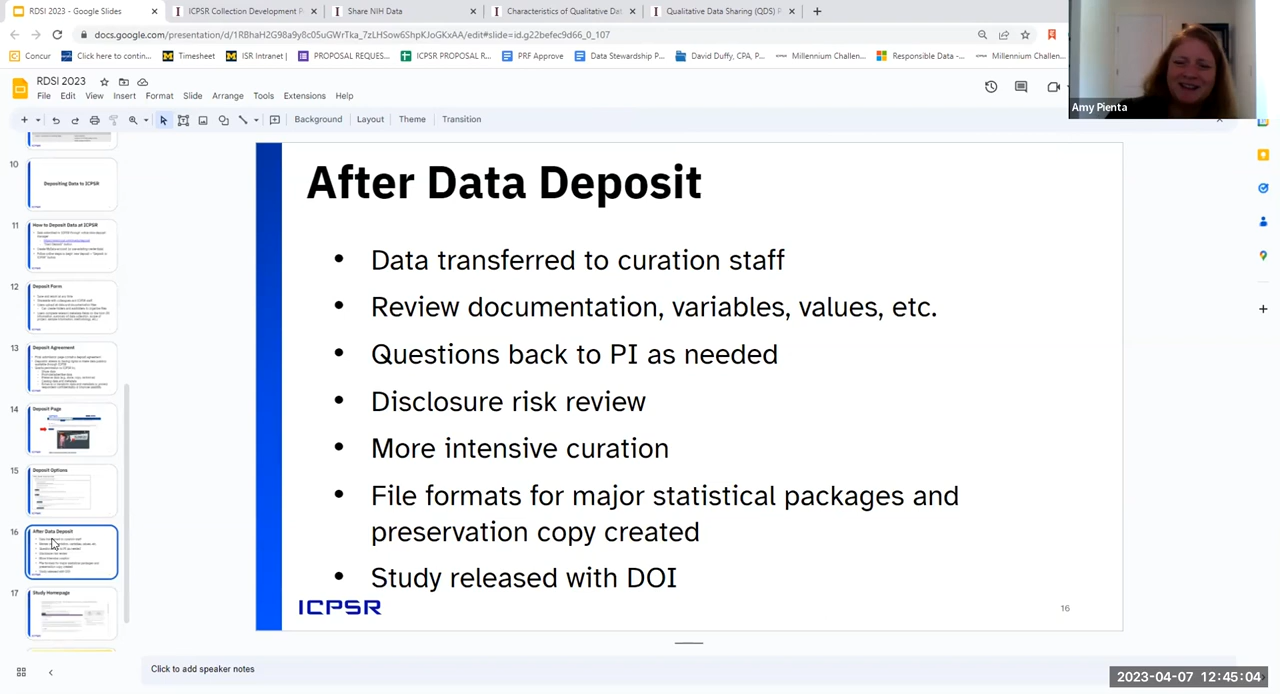 RDSI 2023 - Google Slides
ICPSR Collection Development P
Share NIH Data
Characteristics of Qualitative Dat
Qualitative Data Sharing (QDS) P
docs.google.com/presentation/d/1RBhaH2G98a9y8c05uGWrTka_7zLHSow6ShpKJoGKxAA/edit#slide=id.g22befec9d66_0_107
Concur
Click here to contin...
Timesheet
ISR Intranet |
PROPOSAL REQUES...
ICPSR PROPOSAL R...
PRF Approve
Data Stewardship P...
David Duffy, CPA, P...
Millennium Challen...
Responsible Data -...
Millennium Challen...
Amy Pienta
RDSI 2023
File Edit View Insert Format Slide Arrange Tools Extensions Help
Background Layout Theme Transition
10
Depositing Data to ICPSR
11
How to Deposit Data at ICPSR
12
Deposit Form
13
Deposit Agreement
14
Deposit Page
15
Deposit Options
16
After Data Deposit
17
Study Homepage
After Data Deposit
• Data transferred to curation staff
• Review documentation, variables, values, etc.
• Questions back to PI as needed
• Disclosure risk review
• More intensive curation
• File formats for major statistical packages and
preservation copy created
• Study released with DOI
ICPSR
16
Click to add speaker notes
2023-04-07 12:45:04